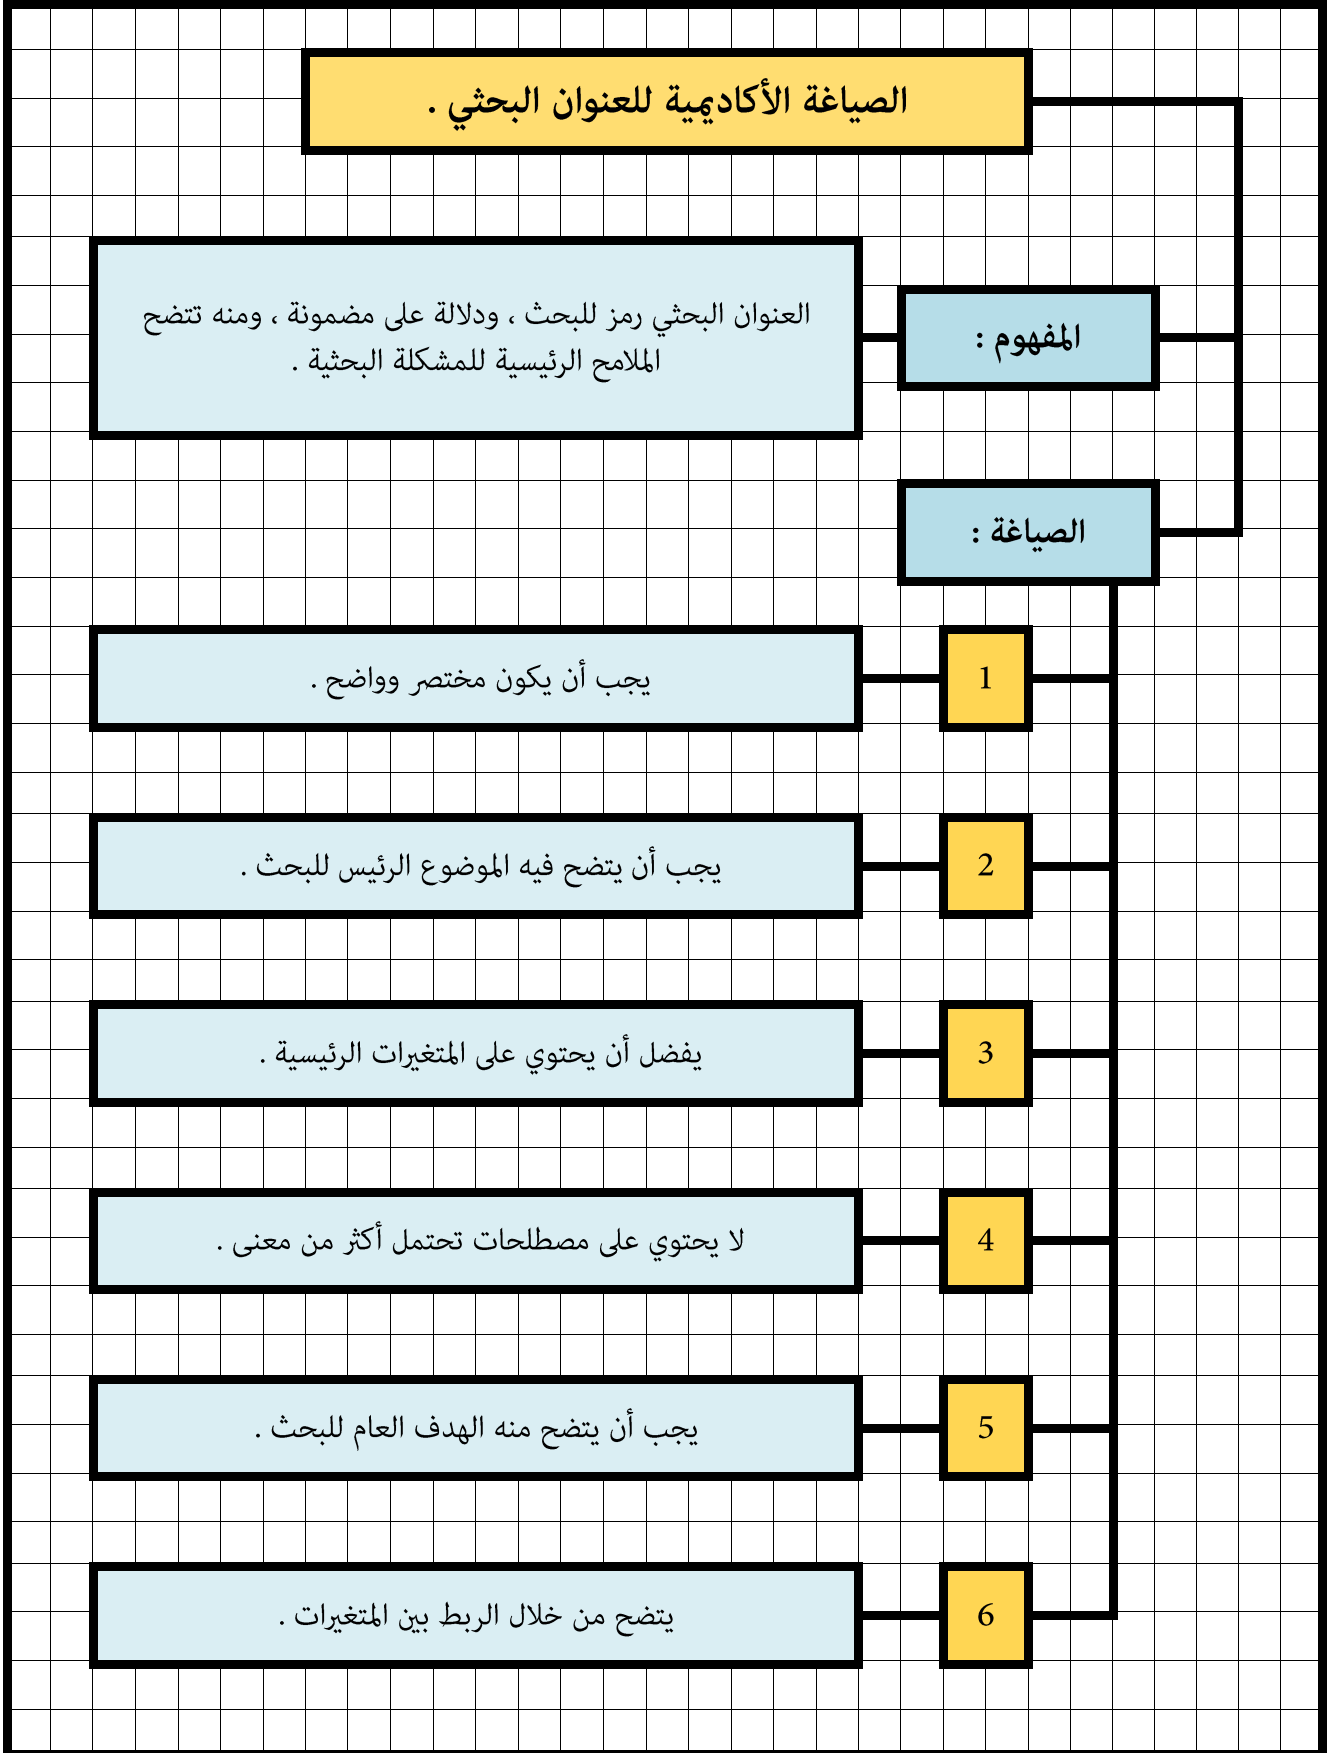 الصياغة الأكاديمية للعنوان البحثي .
المفهوم :
العنوان البحثي رمز للبحث ، ودلالة على مضمونة ، ومنه تتضح
الملامح الرئيسية للمشكلة البحثية .
الصياغة :
1
يجب أن يكون مختصر وواضح .
2
يجب أن يتضح فيه الموضوع الرئيس للبحث .
3
يفضل أن يحتوي على المتغيرات الرئيسية .
4
لا يحتوي على مصطلحات تحتمل أكثر من معنى .
5
يجب أن يتضح منه الهدف العام للبحث .
6
يتضح من خلال الربط بين المتغيرات .